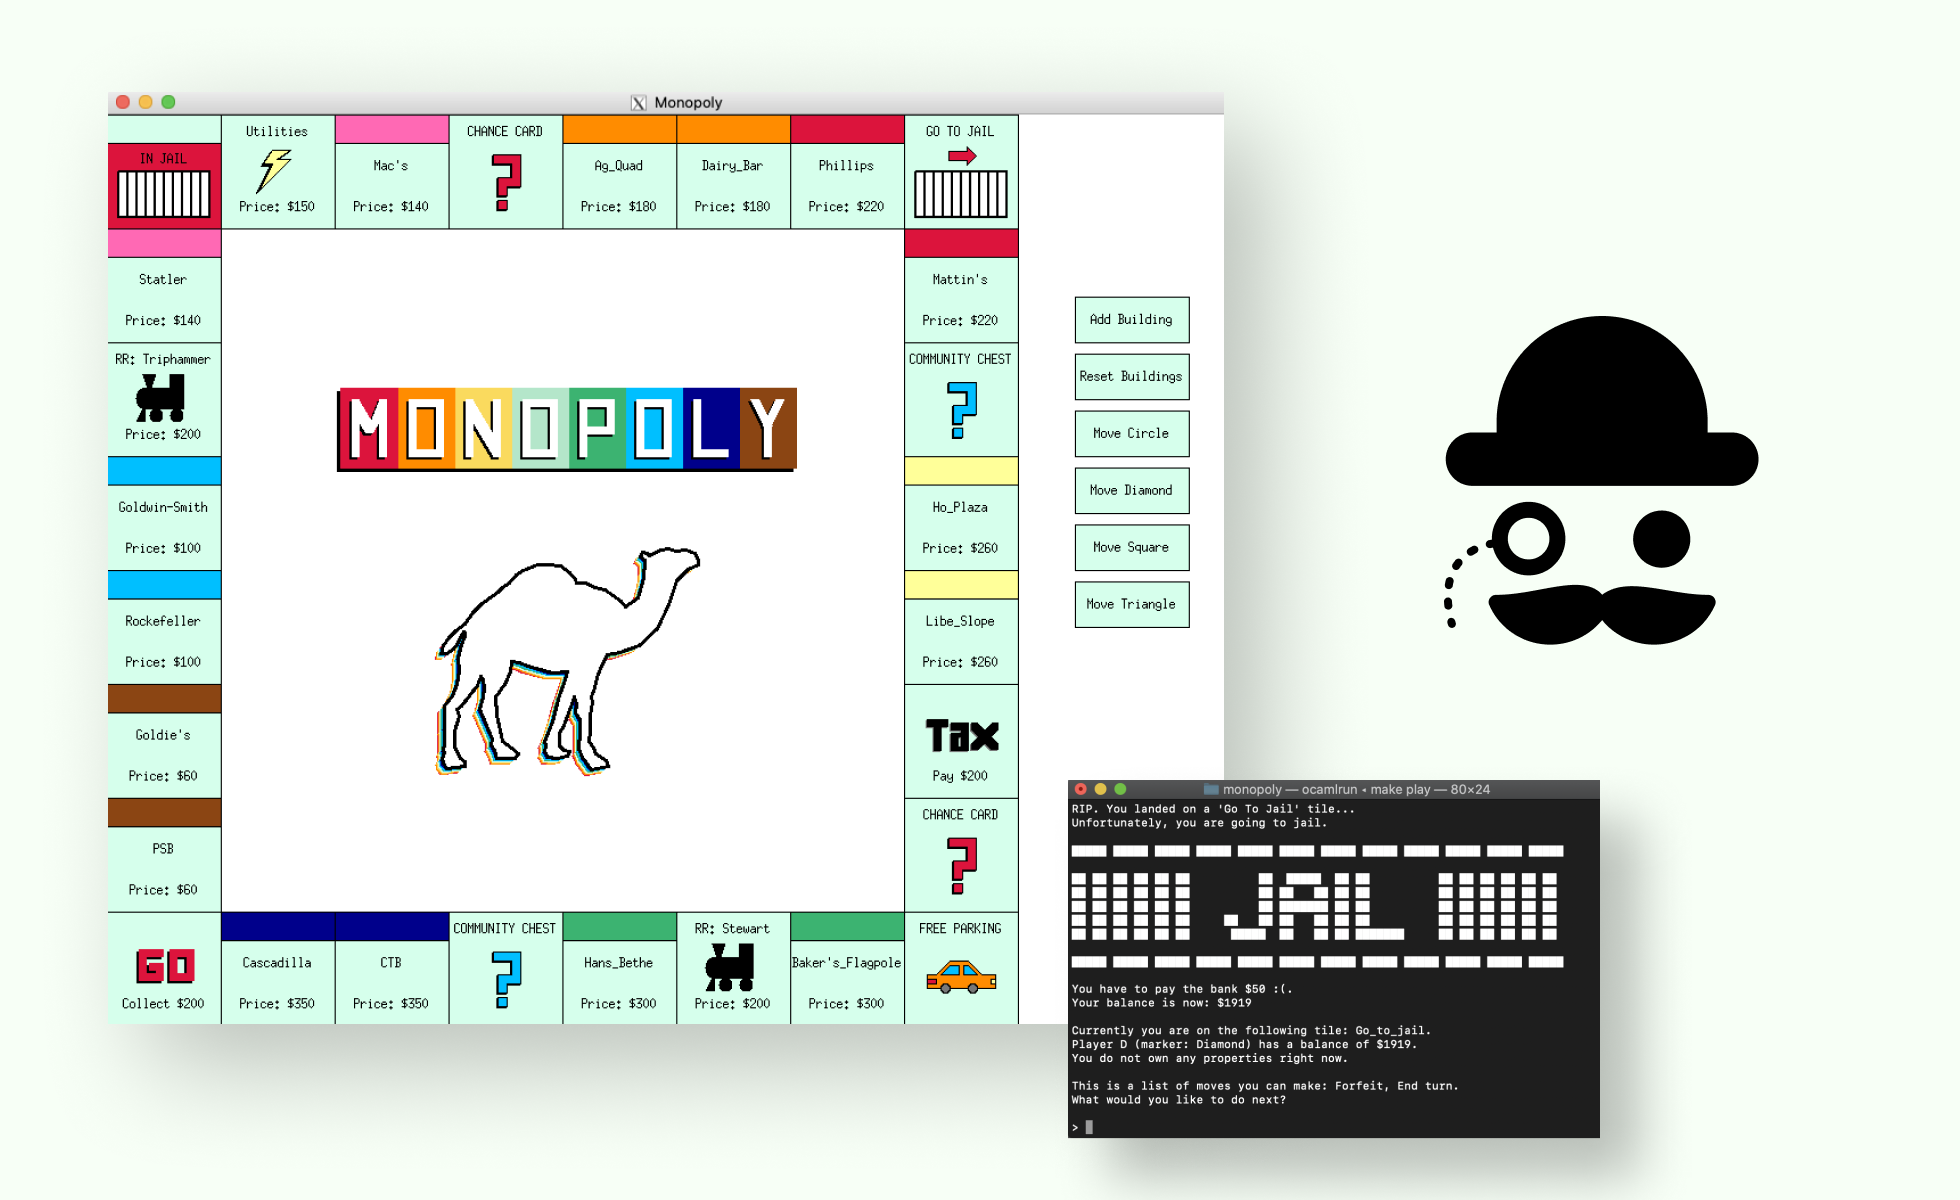 Monopoly
IN JAIL
Utilities
Price: $150
Mac's
Price: $140
CHANCE CARD
?
Ag_Quad
Price: $180
Dairy_Bar
Price: $180
Phillips
Price: $220
GO TO JAIL
Statler
Price: $140
Mattin's
Price: $220
RR: Triphammer
Price: $200
COMMUNITY CHEST
?
Goldwin-Smith
Price: $100
Ho_Plaza
Price: $260
Rockefeller
Price: $100
Libe_Slope
Price: $260
Goldie's
Price: $60
Tax
Pay $200
PSB
Price: $60
CHANCE CARD
?
GO
Collect $200
Cascadilla
Price: $350
CTB
Price: $350
COMMUNITY CHEST
?
Hans_Bethe
Price: $300
RR: Stewart
Price: $200
Baker's_Flagpole
Price: $300
FREE PARKING
MONOPOLY
Add Building
Reset Buildings
Move Circle
Move Diamond
Move Square
Move Triangle
monopoly — ocamlrun ◂ make play — 80×24
RIP. You landed on a 'Go To Jail' tile...
Unfortunately, you are going to jail.
JAIL
You have to pay the bank $50 :(.
Your balance is now: $1919
Currently you are on the following tile: Go_to_jail.
Player D (marker: Diamond) has a balance of $1919.
You do not own any properties right now.
This is a list of moves you can make: Forfeit, End turn.
What would you like to do next?
>